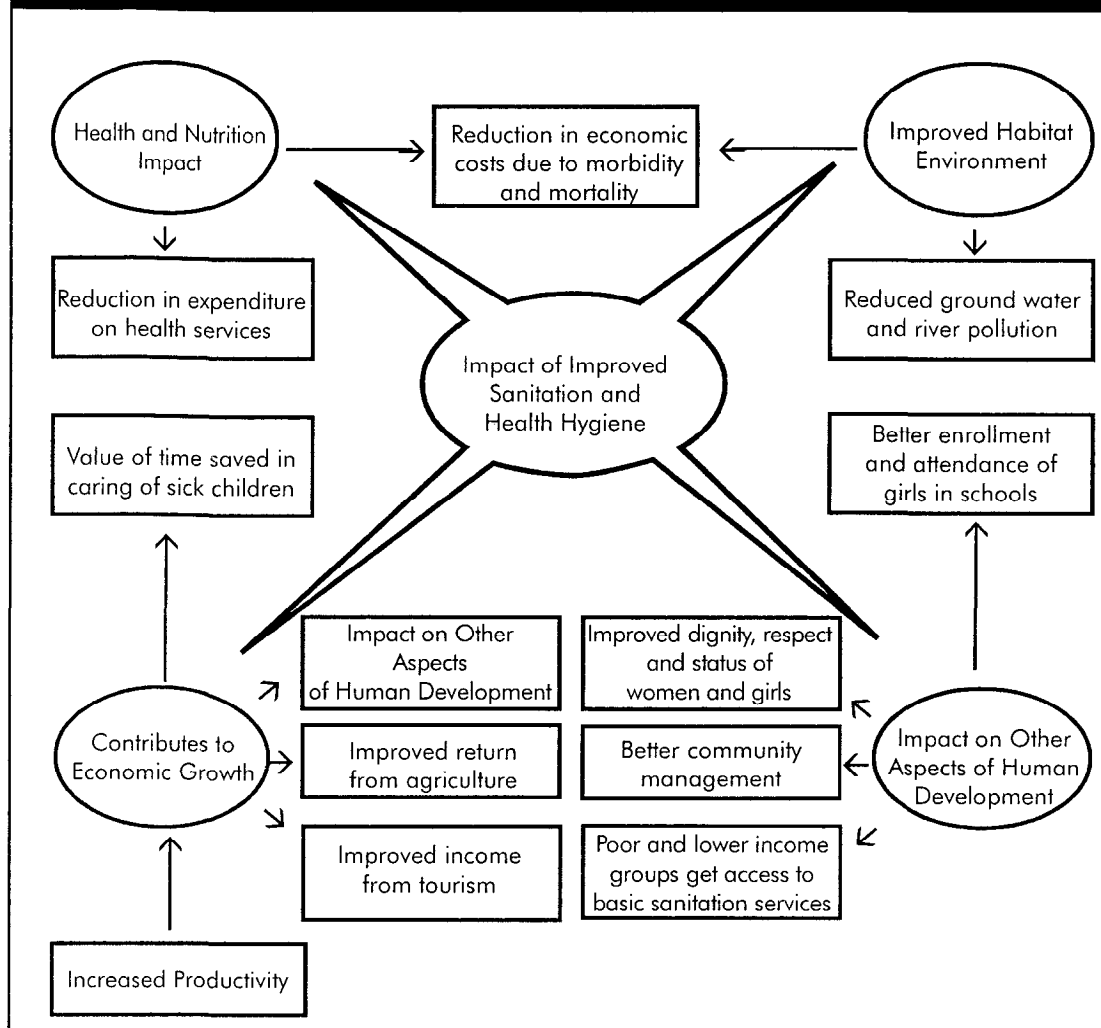 Health and Nutrition
Impact
Reduction in economic
costs due to morbidity
and mortality
Improved Habitat
Environment
Reduction in expenditure
on health services
Reduced ground water
and river pollution
Impact of Improved
Sanitation and
Health Hygiene
Value of time saved in
caring of sick children
Better enrollment
and attendance of
girls in schools
Impact on Other
Aspects
of Human Development
Improved dignity, respect
and status of
women and girls
Contributes to
Economic Growth
Improved return
from agriculture
Better community
management
Impact on Other
Aspects of Human
Development
Improved income
from tourism
Poor and lower income
groups get access to
basic sanitation services
Increased Productivity